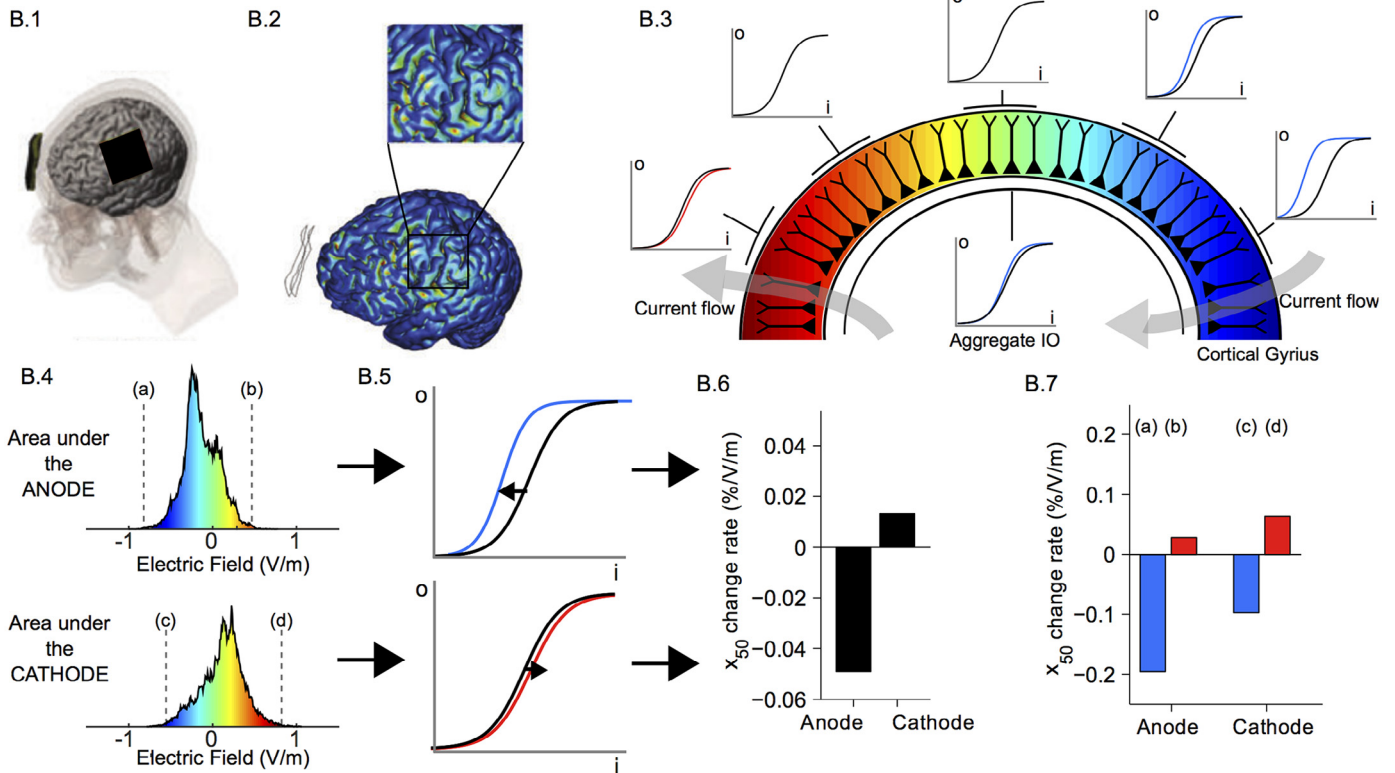 B.1
B.2
B.3
o
i
o
i
o
i
o
i
o
i
o
i
Current flow
Current flow
Aggregate IO
Cortical Gyrius
B.4
(a)
(b)
Area under
the
ANODE
-1
0
1
Electric Field (V/m)
(c)
(d)
Area under
the
CATHODE
-1
0
1
Electric Field (V/m)
B.5
o
i
o
i
B.6
x50 change rate (%/V/m)
0.04
0.02
0
−0.02
−0.04
−0.06
Anode
Cathode
B.7
x50 change rate (%/V/m)
(a) (b)
(c) (d)
0.2
0.1
0
−0.1
−0.2
Anode
Cathode